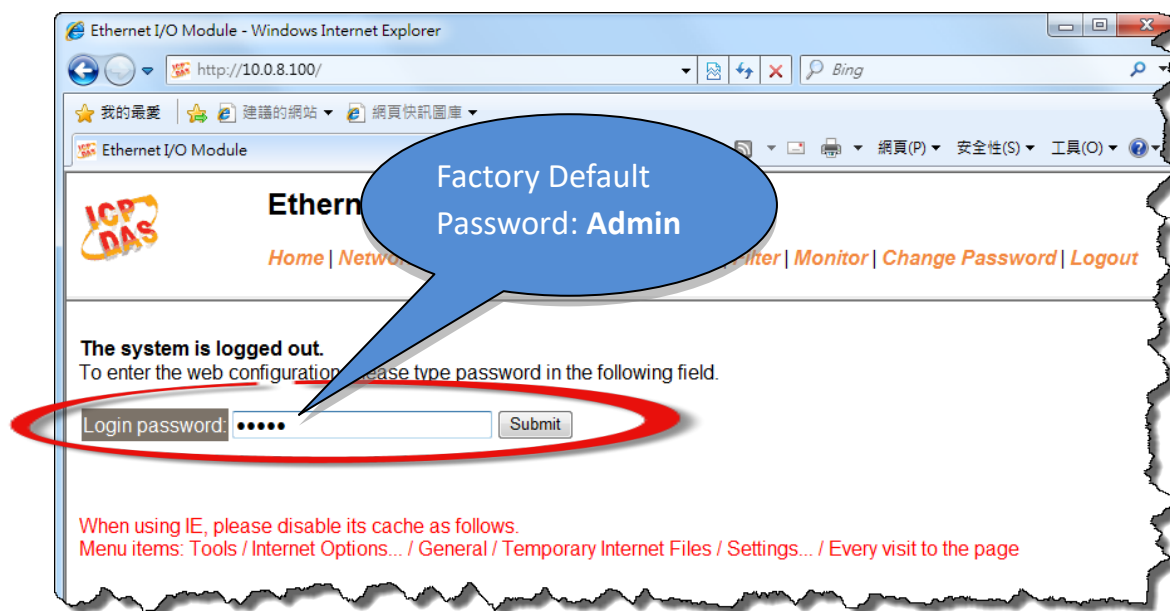 Ethernet I/O Module - Windows Internet Explorer
http://10.0.8.100/
Bing
我的最愛 建議的網站 網頁快訊圖庫
Ethernet I/O Module 網頁(P) 安全性(S) 工具(O)
ICP DAS
Ethern
Factory Default
Password: Admin
Home | Networ Filter | Monitor | Change Password | Logout
The system is logged out.
To enter the web configuration, please type password in the following field.
Login password: ••••• Submit
When using IE, please disable its cache as follows.
Menu items: Tools / Internet Options... / General / Temporary Internet Files / Settings... / Every visit to the page